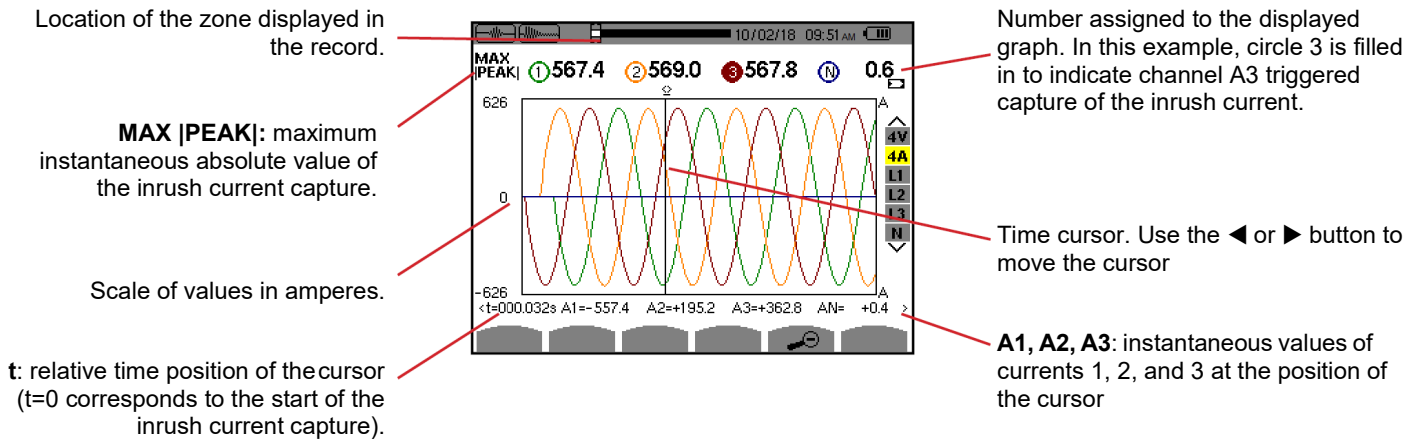 Location of the zone displayed in
the record.
MAX |PEAK|: maximum
instantaneous absolute value of
the inrush current capture.
Scale of values in amperes.
t: relative time position of thecursor
(t=0 corresponds to the start of the
inrush current capture).
10/02/18 09:51 AM
MAX
|PEAK| 1 567.4 2 569.0 3 567.8 N 0.6
626 A
0
-626 A
4V
4A
L1
L2
L3
N
<t=000.032s A1=-557.4 A2=+195.2 A3=+362.8 AN= +0.4 >
Number assigned to the displayed
graph. In this example, circle 3 is filled
in to indicate channel A3 triggered
capture of the inrush current.
Time cursor. Use the ◀ or ▶ button to
move the cursor
A1, A2, A3: instantaneous values of
currents 1, 2, and 3 at the position of
the cursor